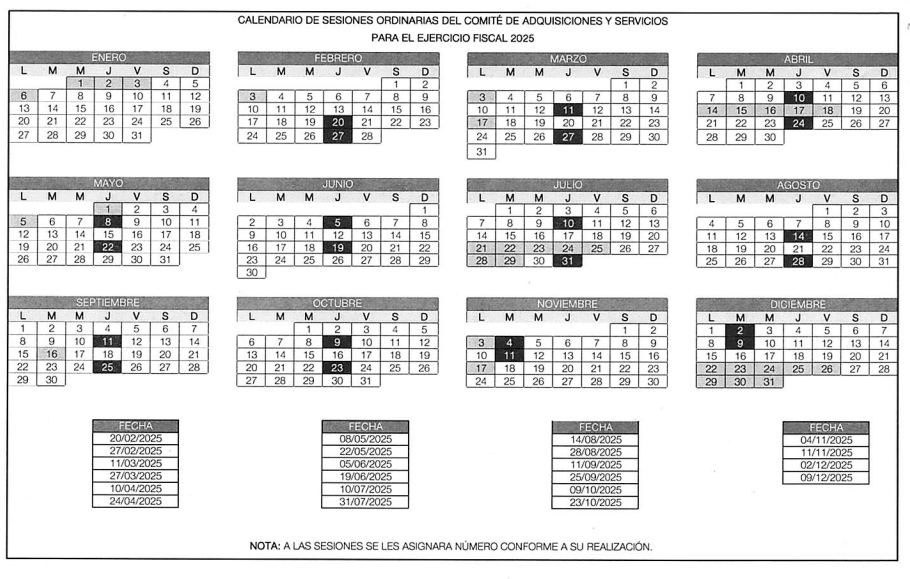 CALENDARIO DE SESIONES ORDINARIAS DEL COMITÉ DE ADQUISICIONES Y SERVICIOS
PARA EL EJERCICIO FISCAL 2025
ENERO
L M M J V S D
1 2 3 4 5
6 7 8 9 10 11 12
13 14 15 16 17 18 19
20 21 22 23 24 25 26
27 28 29 30 31
FEBRERO
L M M J V S D
1 2
3 4 5 6 7 8 9
10 11 12 13 14 15 16
17 18 19 20 21 22 23
24 25 26 27 28
MARZO
L M M J V S D
1 2
3 4 5 6 7 8 9
10 11 12 13 14
17 18 19 20 21 22 23
24 25 26 27 28 29 30
31
ABRIL
L M M J V S D
1 2 3 4 5 6
7 8 9 10 11 12 13
14 15 16 17 18 19 20
21 22 23 24 25 26 27
28 29 30
MAYO
L M M J V S D
1 2 3 4
5 6 7 8 9 10 11
12 13 14 15 16 17 18
19 20 21 22 23 24 25
26 27 28 29 30 31
JUNIO
L M M J V S D
1
2 3 4 5 6 7 8
9 10 11 12 13 14 15
16 17 18 19 20 21 22
23 24 25 26 27 28 29
30
JULIO
L M M J V S D
1 2 3 4 5 6
7 8 9 10 11 12 13
14 15 16 17 18 19 20
21 22 23 24 25 26 27
28 29 30 31
AGOSTO
L M M J V S D
1 2 3
4 5 6 7 8 9 10
11 12 13 14 15 16 17
18 19 20 21 22 23 24
25 26 27 28 29 30 31
SEPTIEMBRE
L M M J V S D
1 2 3 4 5 6 7
8 9 10 11 12 13 14
15 16 17 18 19 20 21
22 23 24 25 26 27 28
29 30
OCTUBRE
L M M J V S D
1 2 3 4 5
6 7 8 9 10 11 12
13 14 15 16 17 18 19
20 21 22 23 24 25 26
27 28 29 30 31
NOVIEMBRE
L M M J V S D
1 2
3 4 5 6 7 8 9
10 11 12 13 14 15 16
17 18 19 20 21 22 23
24 25 26 27 28 29 30
DICIEMBRE
L M M J V S D
1 2 3 4 5 6 7
8 9 10 11 12 13 14
15 16 17 18 19 20 21
22 23 24 25 26 27 28
29 30 31
FECHA
20/02/2025
27/02/2025
11/03/2025
27/03/2025
10/04/2025
24/04/2025
FECHA
08/05/2025
22/05/2025
05/06/2025
19/06/2025
10/07/2025
31/07/2025
FECHA
14/08/2025
28/08/2025
11/09/2025
25/09/2025
09/10/2025
23/10/2025
FECHA
04/11/2025
11/11/2025
02/12/2025
09/12/2025
NOTA: A LAS SESIONES SE LES ASIGNARA NÚMERO CONFORME A SU REALIZACIÓN.